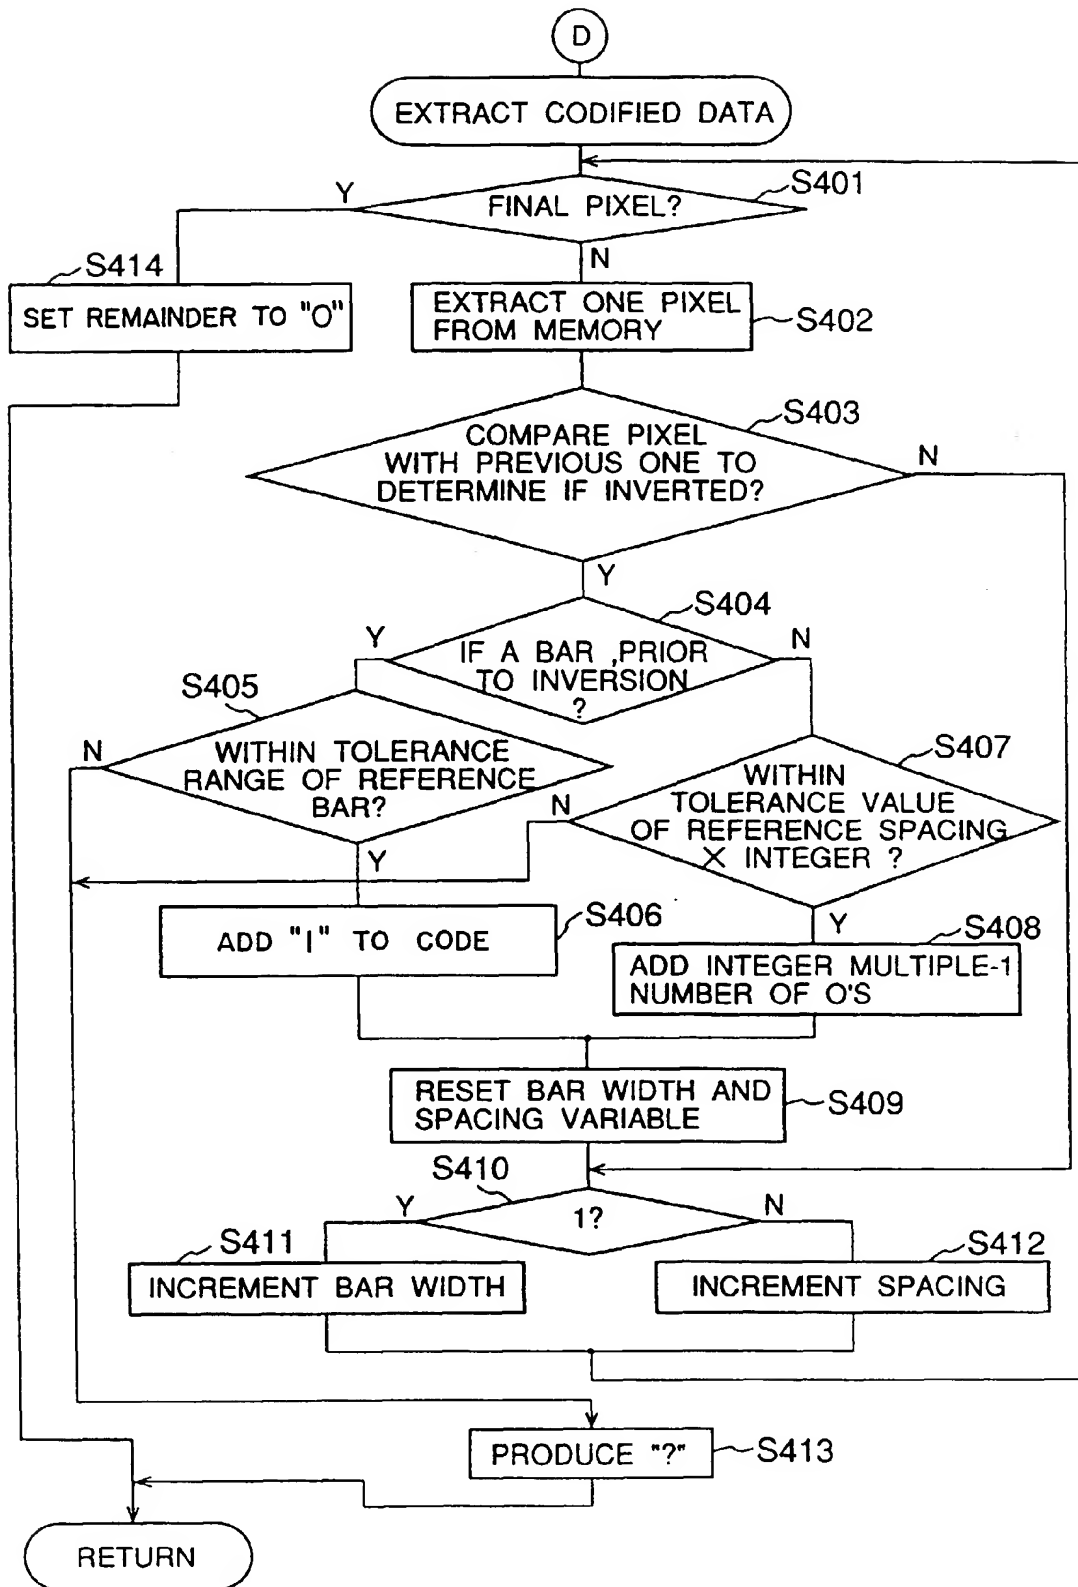 D
EXTRACT CODIFIED DATA
S401
Y
FINAL PIXEL?
N
S414
SET REMAINDER TO "O"
EXTRACT ONE PIXEL
FROM MEMORY
S402
S403
COMPARE PIXEL
WITH PREVIOUS ONE TO
DETERMINE IF INVERTED?
N
Y
S404
Y
IF A BAR ,PRIOR
TO INVERSION
?
N
S405
N
WITHIN TOLERANCE
RANGE OF REFERENCE
BAR?
Y
S407
N
WITHIN
TOLERANCE VALUE
OF REFERENCE SPACING
X INTEGER ?
Y
S406
ADD "I" TO CODE
S408
ADD INTEGER MULTIPLE-1
NUMBER OF O'S
RESET BAR WIDTH AND
SPACING VARIABLE
S409
S410
Y
1?
N
S411
INCREMENT BAR WIDTH
S412
INCREMENT SPACING
PRODUCE "?"
S413
RETURN